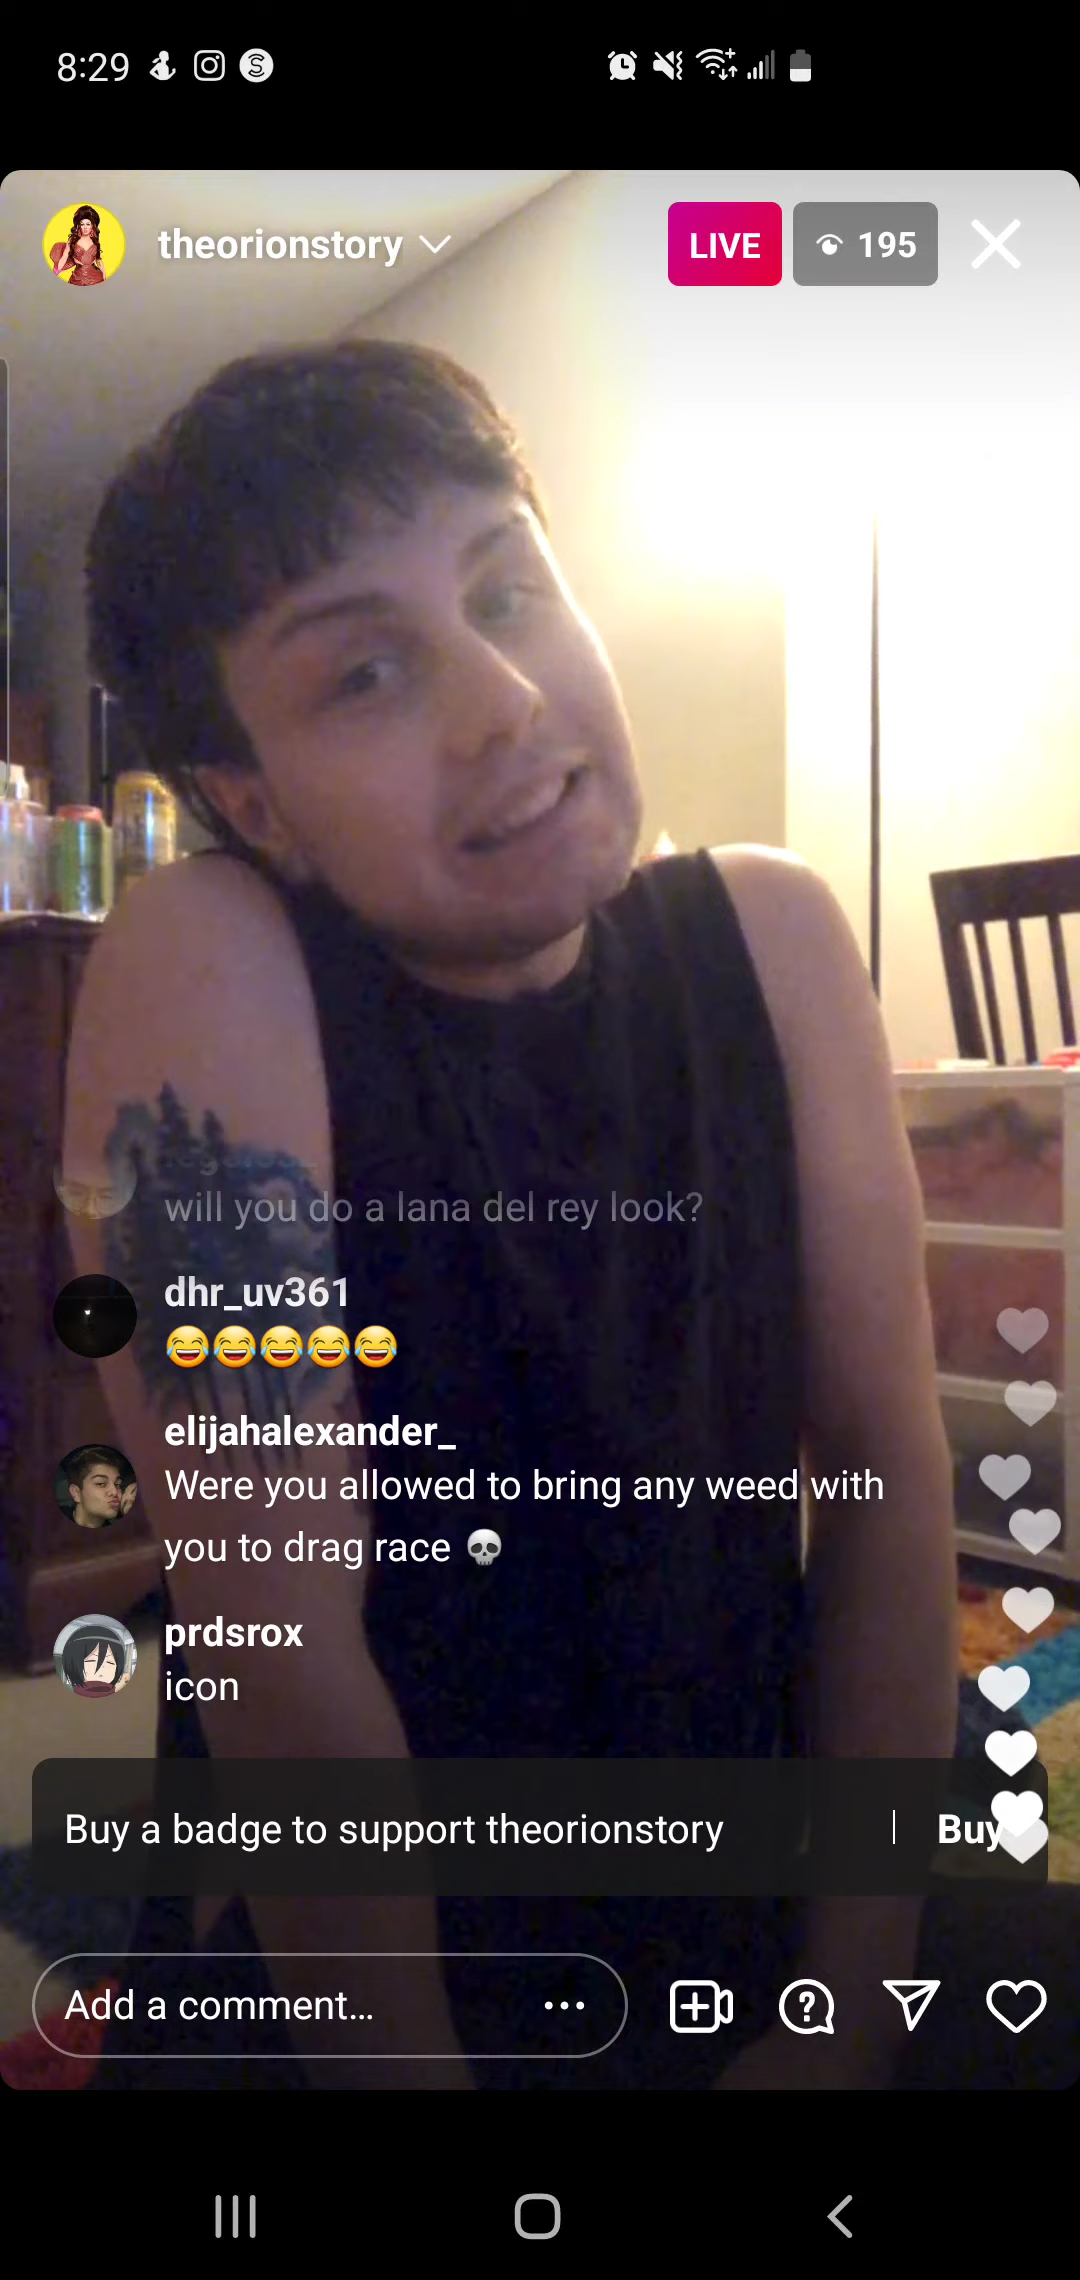 8:29
theorionstory
LIVE
195
will you do a lana del rey look?
dhr_uv361
😂😂😂😂😂
elijahalexander_
Were you allowed to bring any weed with
you to drag race 💀
prdsrox
icon
Buy a badge to support theorionstory
Buy
Add a comment...